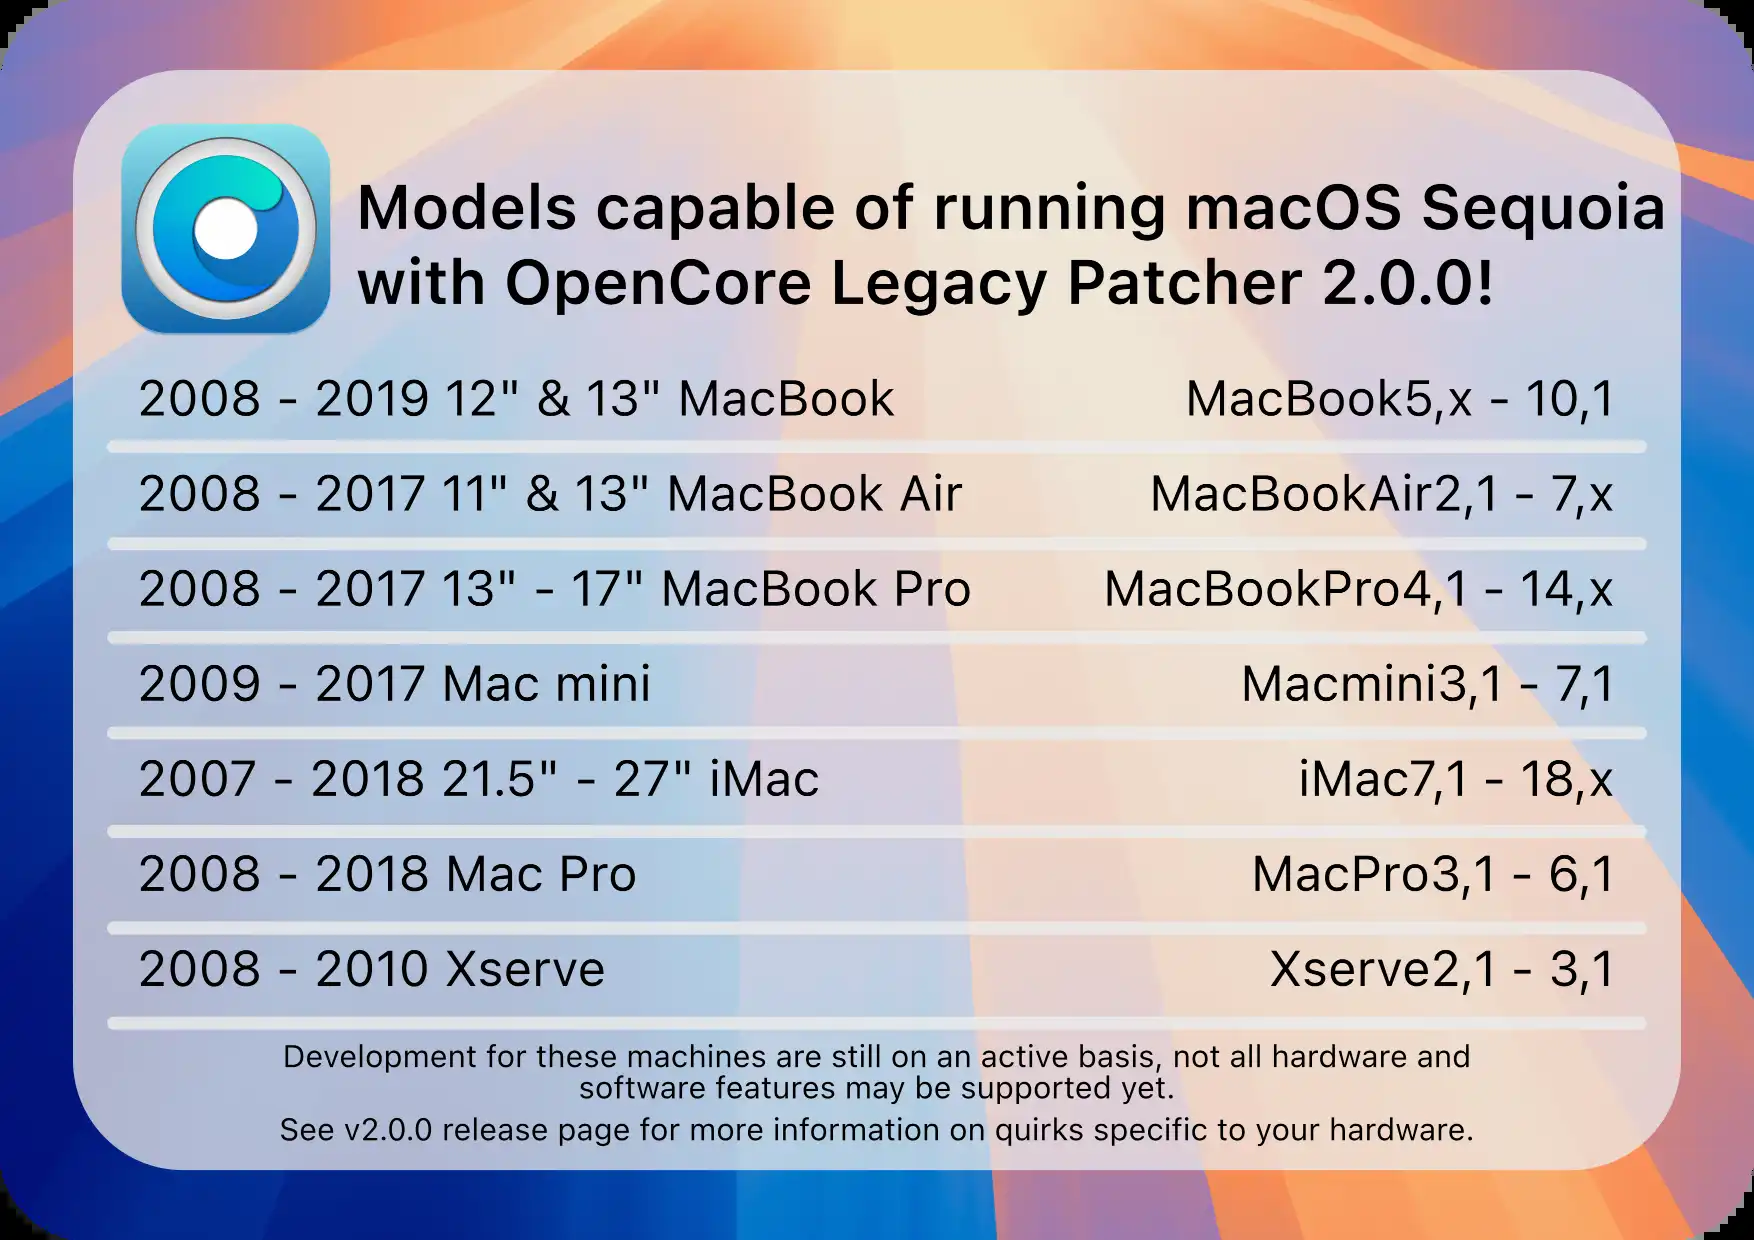 Models capable of running macOS Sequoia
with OpenCore Legacy Patcher 2.0.0!
2008 - 2019 12" & 13" MacBook MacBook5,x - 10,1
2008 - 2017 11" & 13" MacBook Air MacBookAir2,1 - 7,x
2008 - 2017 13" - 17" MacBook Pro MacBookPro4,1 - 14,x
2009 - 2017 Mac mini Macmini3,1 - 7,1
2007 - 2018 21.5" - 27" iMac iMac7,1 - 18,x
2008 - 2018 Mac Pro MacPro3,1 - 6,1
2008 - 2010 Xserve Xserve2,1 - 3,1
Development for these machines are still on an active basis, not all hardware and
software features may be supported yet.
See v2.0.0 release page for more information on quirks specific to your hardware.